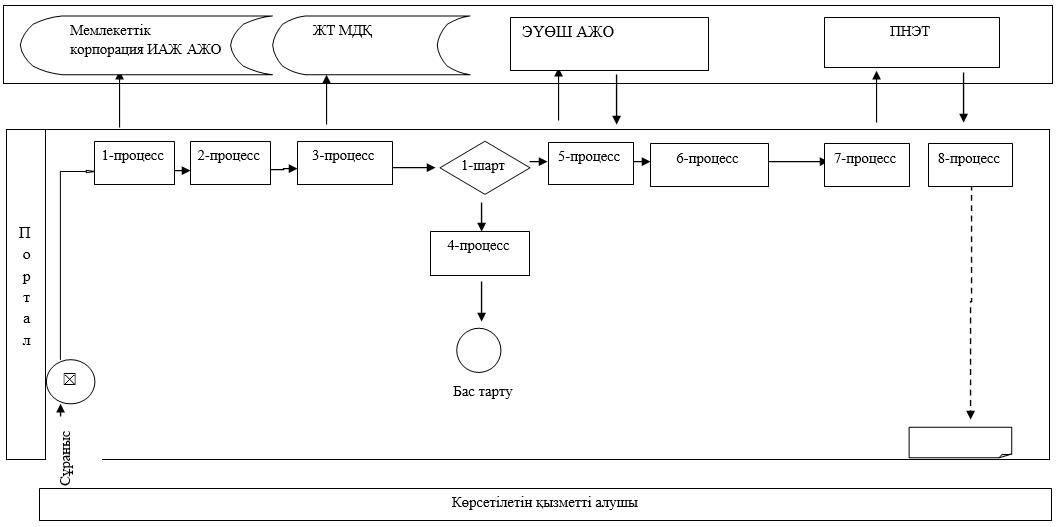 Мемлекеттік
корпорация ИАЖ АЖО
ЖТ МДҚ
ЭҮӨШ АЖО
ПНЭТ
1-процесс
2-процесс
3-процесс
1-шарт
5-процесс
6-процесс
7-процесс
8-процесс
4-процесс
Портал
Бас тарту
Сұраныс
Көрсетілетін қызметті алушы